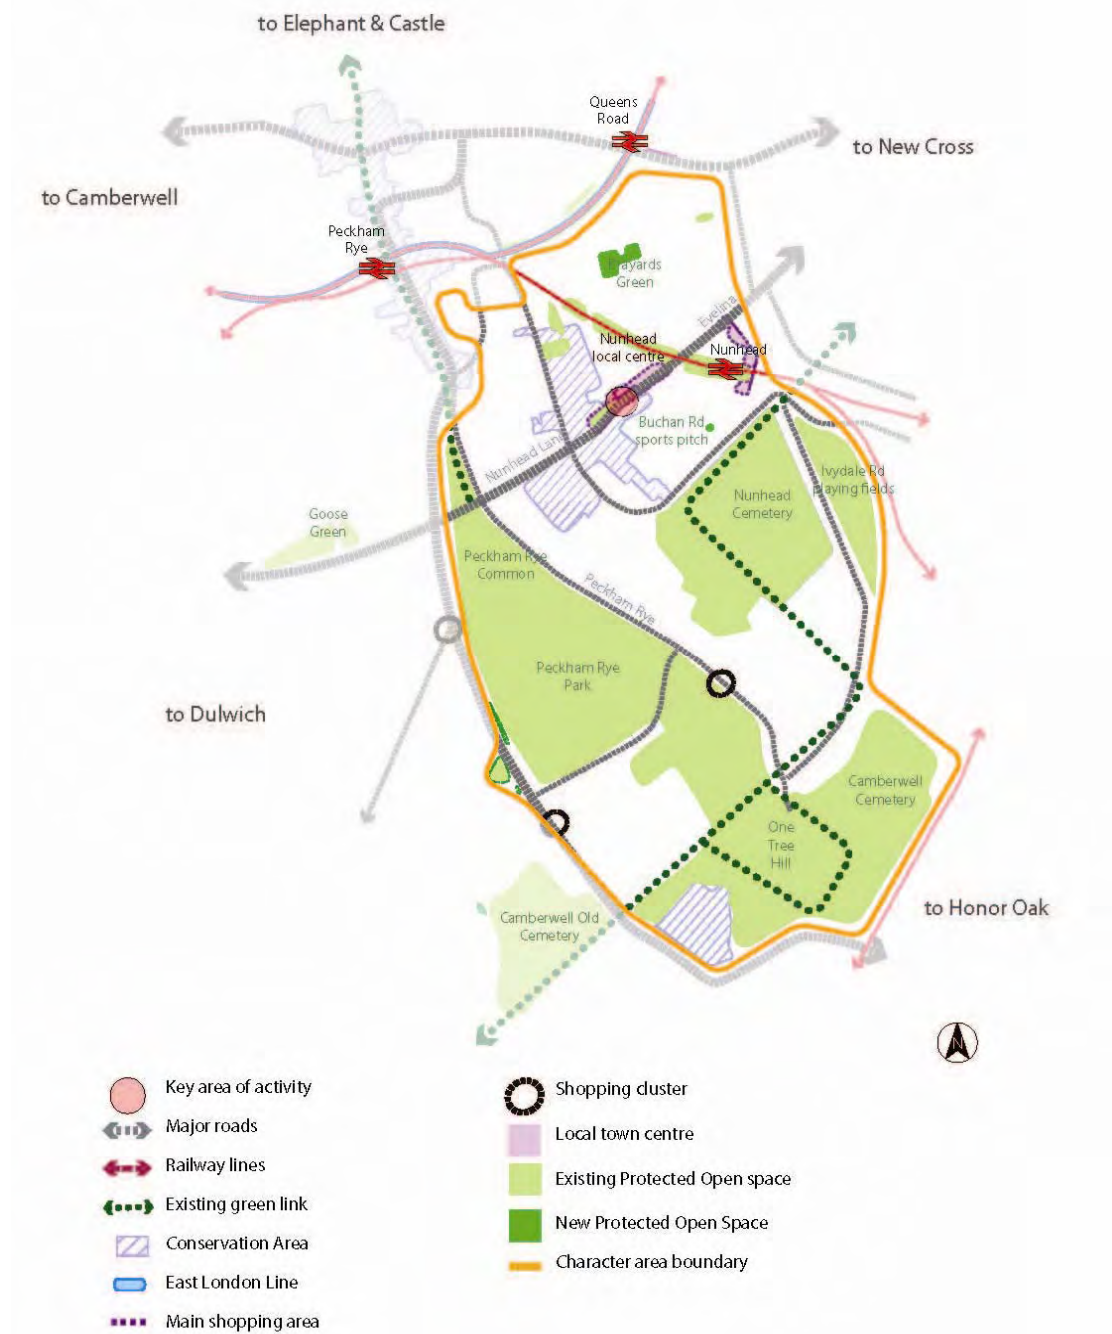 to Elephant & Castle
Queens
Road
to New Cross
to Camberwell
Peckham
Rye
Brayards
Green
Evelina
Nunhead
local centre
Nunhead
Buchan Rd
sports pitch
Nunhead Lane
Ivydale Rd
playing fields
Nunhead
Cemetery
Goose
Green
Peckham Rye
Common
Peckham Rye
Peckham Rye
Park
to Dulwich
Camberwell
Cemetery
One
Tree
Hill
to Honor Oak
Camberwell Old
Cemetery
N
Key area of activity
Major roads
Railway lines
Existing green link
Conservation Area
East London Line
Main shopping area
Shopping cluster
Local town centre
Existing Protected Open space
New Protected Open Space
Character area boundary